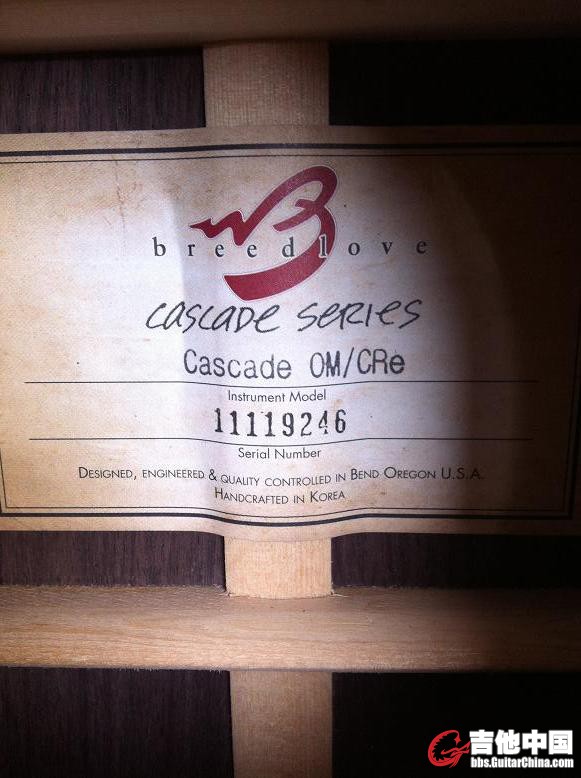 breedlove
cascade series
Cascade OM/CRe
Instrument Model
11119246
Serial Number
Designed, engineered & quality controlled in Bend Oregon U.S.A.
Handcrafted in Korea
吉他中国
bbs.GuitarChina.com